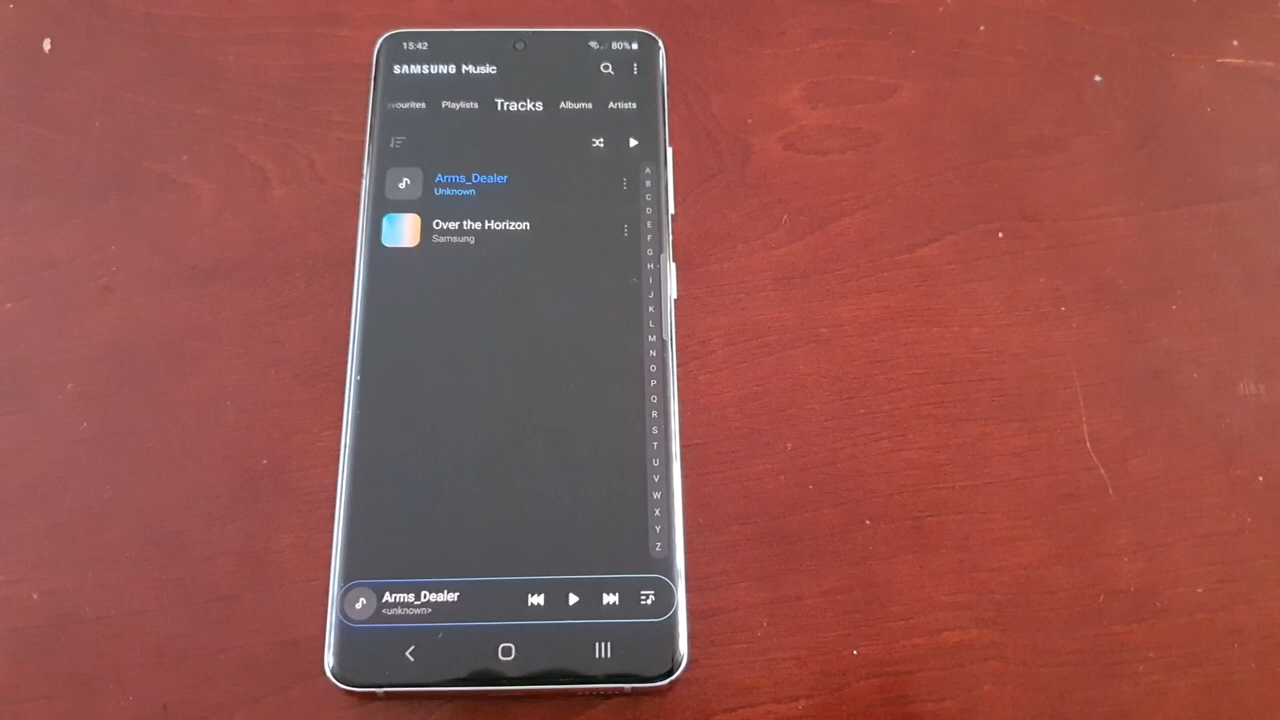 15:42 80%
SAMSUNG Music
vourites Playlists Tracks Albums Artists
Arms_Dealer
Unknown
Over the Horizon
Samsung
A
B
C
D
E
F
G
H
I
J
K
L
M
N
O
P
Q
R
S
T
U
V
W
X
Y
Z
Arms_Dealer
<unknown>